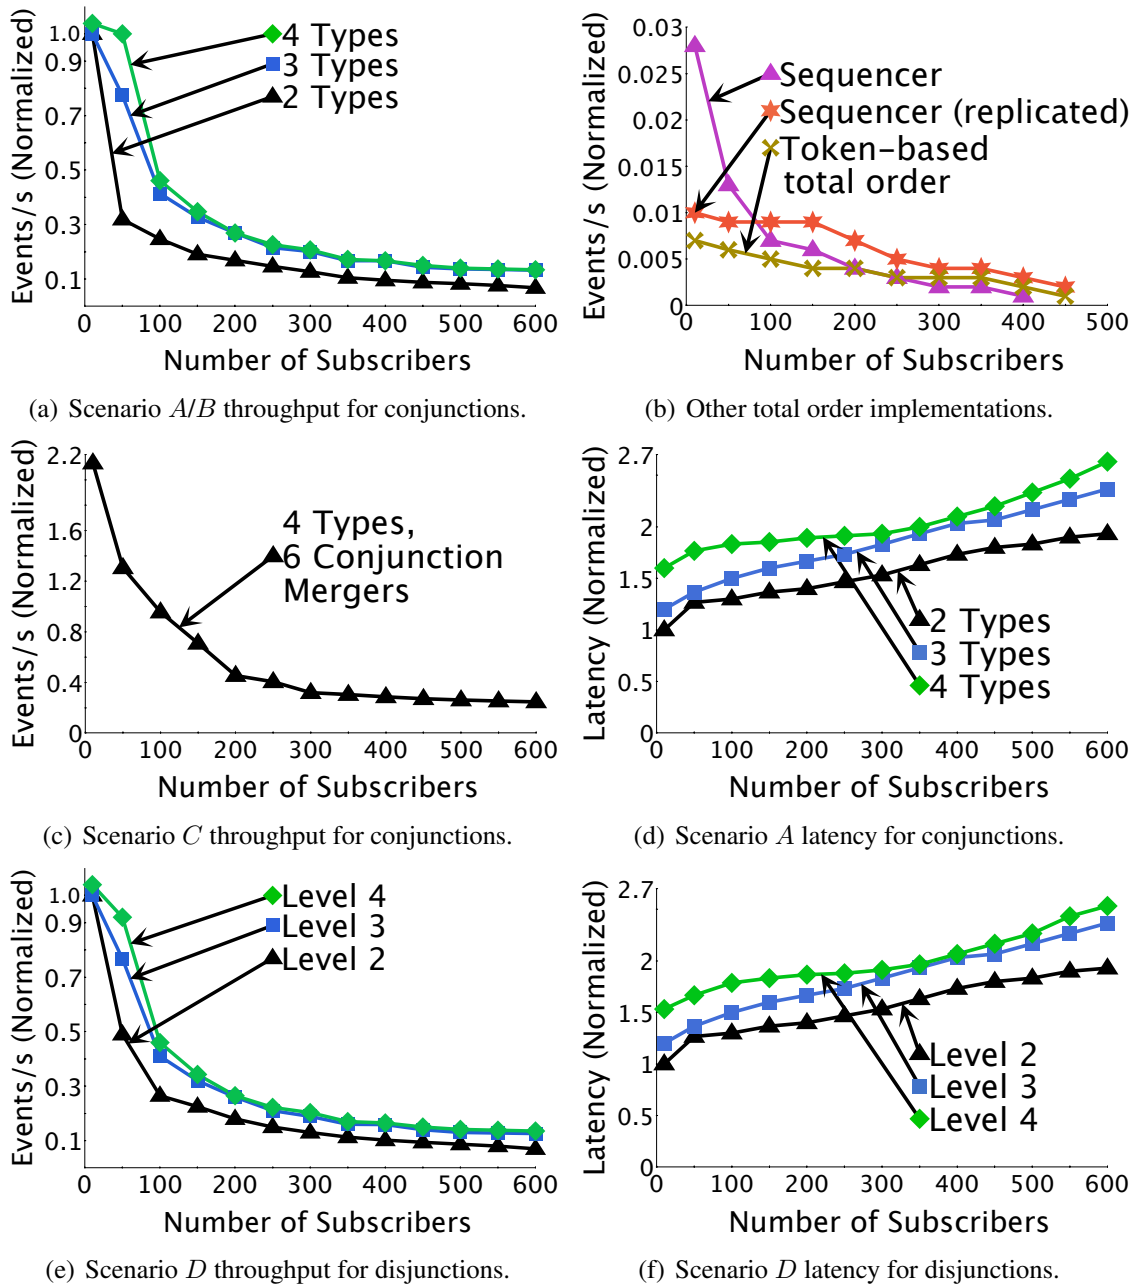 1.0
0.9
0.7
0.5
0.3
0.1
0 100 200 300 400 500 600
Events/s (Normalized)
Number of Subscribers
4 Types
3 Types
2 Types
(a) Scenario A/B throughput for conjunctions.
0.03
0.025
0.02
0.015
0.01
0.005
0
0 100 200 300 400 500
Events/s (Normalized)
Number of Subscribers
Sequencer
Sequencer (replicated)
Token-based
total order
(b) Other total order implementations.
2.2
1.6
1.2
0.8
0.4
0
0 100 200 300 400 500 600
Events/s (Normalized)
Number of Subscribers
4 Types,
6 Conjunction
Mergers
(c) Scenario C throughput for conjunctions.
2.7
2
1.5
1
0.5
0
0 100 200 300 400 500 600
Latency (Normalized)
Number of Subscribers
2 Types
3 Types
4 Types
(d) Scenario A latency for conjunctions.
1.0
0.9
0.7
0.5
0.3
0.1
0 100 200 300 400 500 600
Events/s (Normalized)
Number of Subscribers
Level 4
Level 3
Level 2
(e) Scenario D throughput for disjunctions.
2.7
2
1.5
1
0.5
0
0 100 200 300 400 500 600
Latency (Normalized)
Number of Subscribers
Level 2
Level 3
Level 4
(f) Scenario D latency for disjunctions.